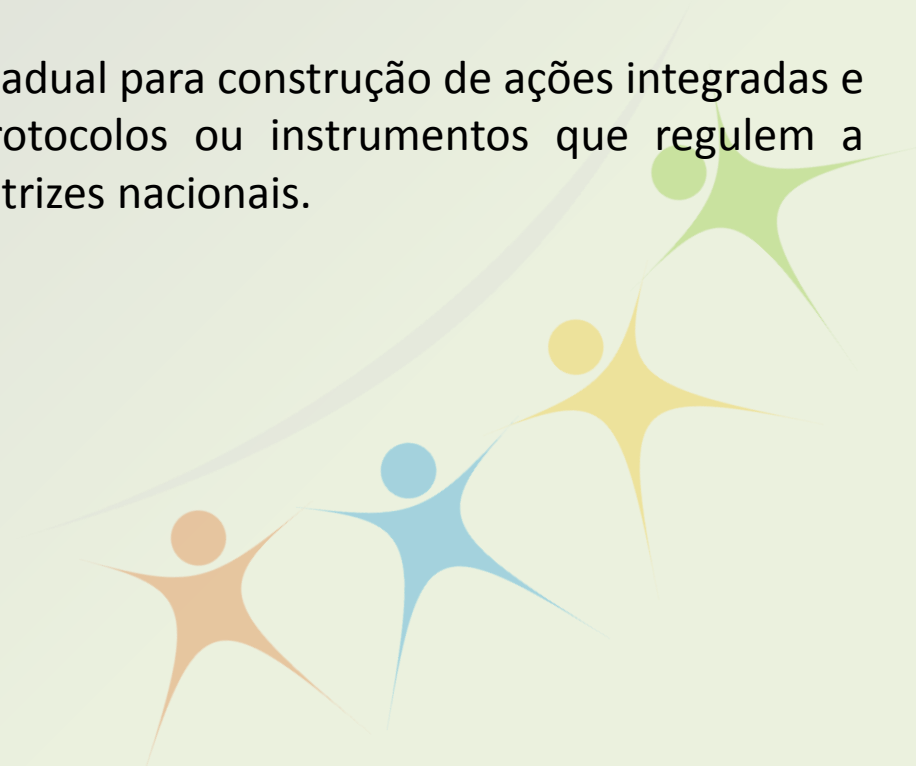 adual para construção de ações integradas e
rotocolos ou instrumentos que regulem a
trizes nacionais.